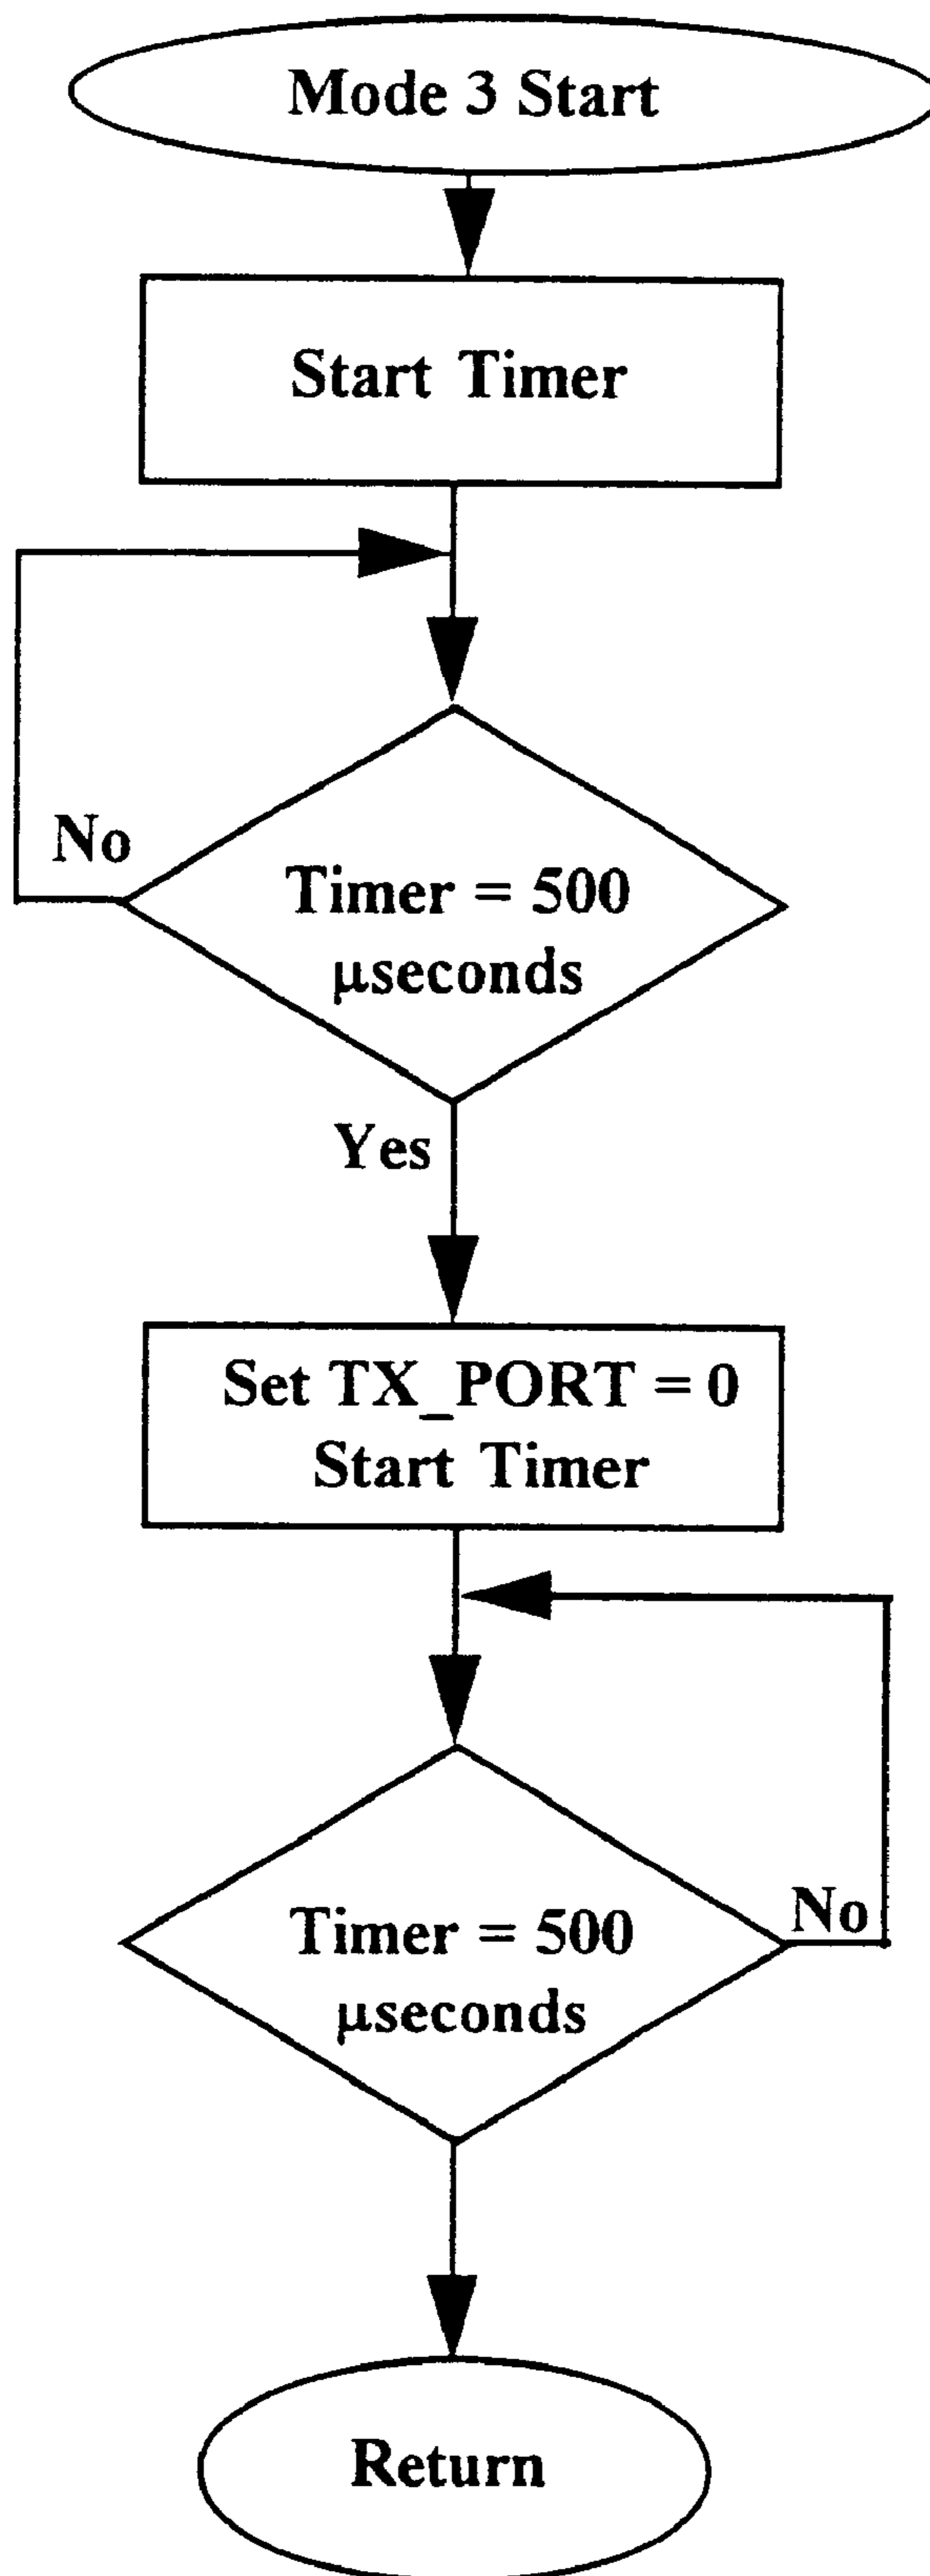 Mode 3 Start
Start Timer
No
Timer = 500
μseconds
Yes
Set TX_PORT = 0
Start Timer
No
Timer = 500
μseconds
Return